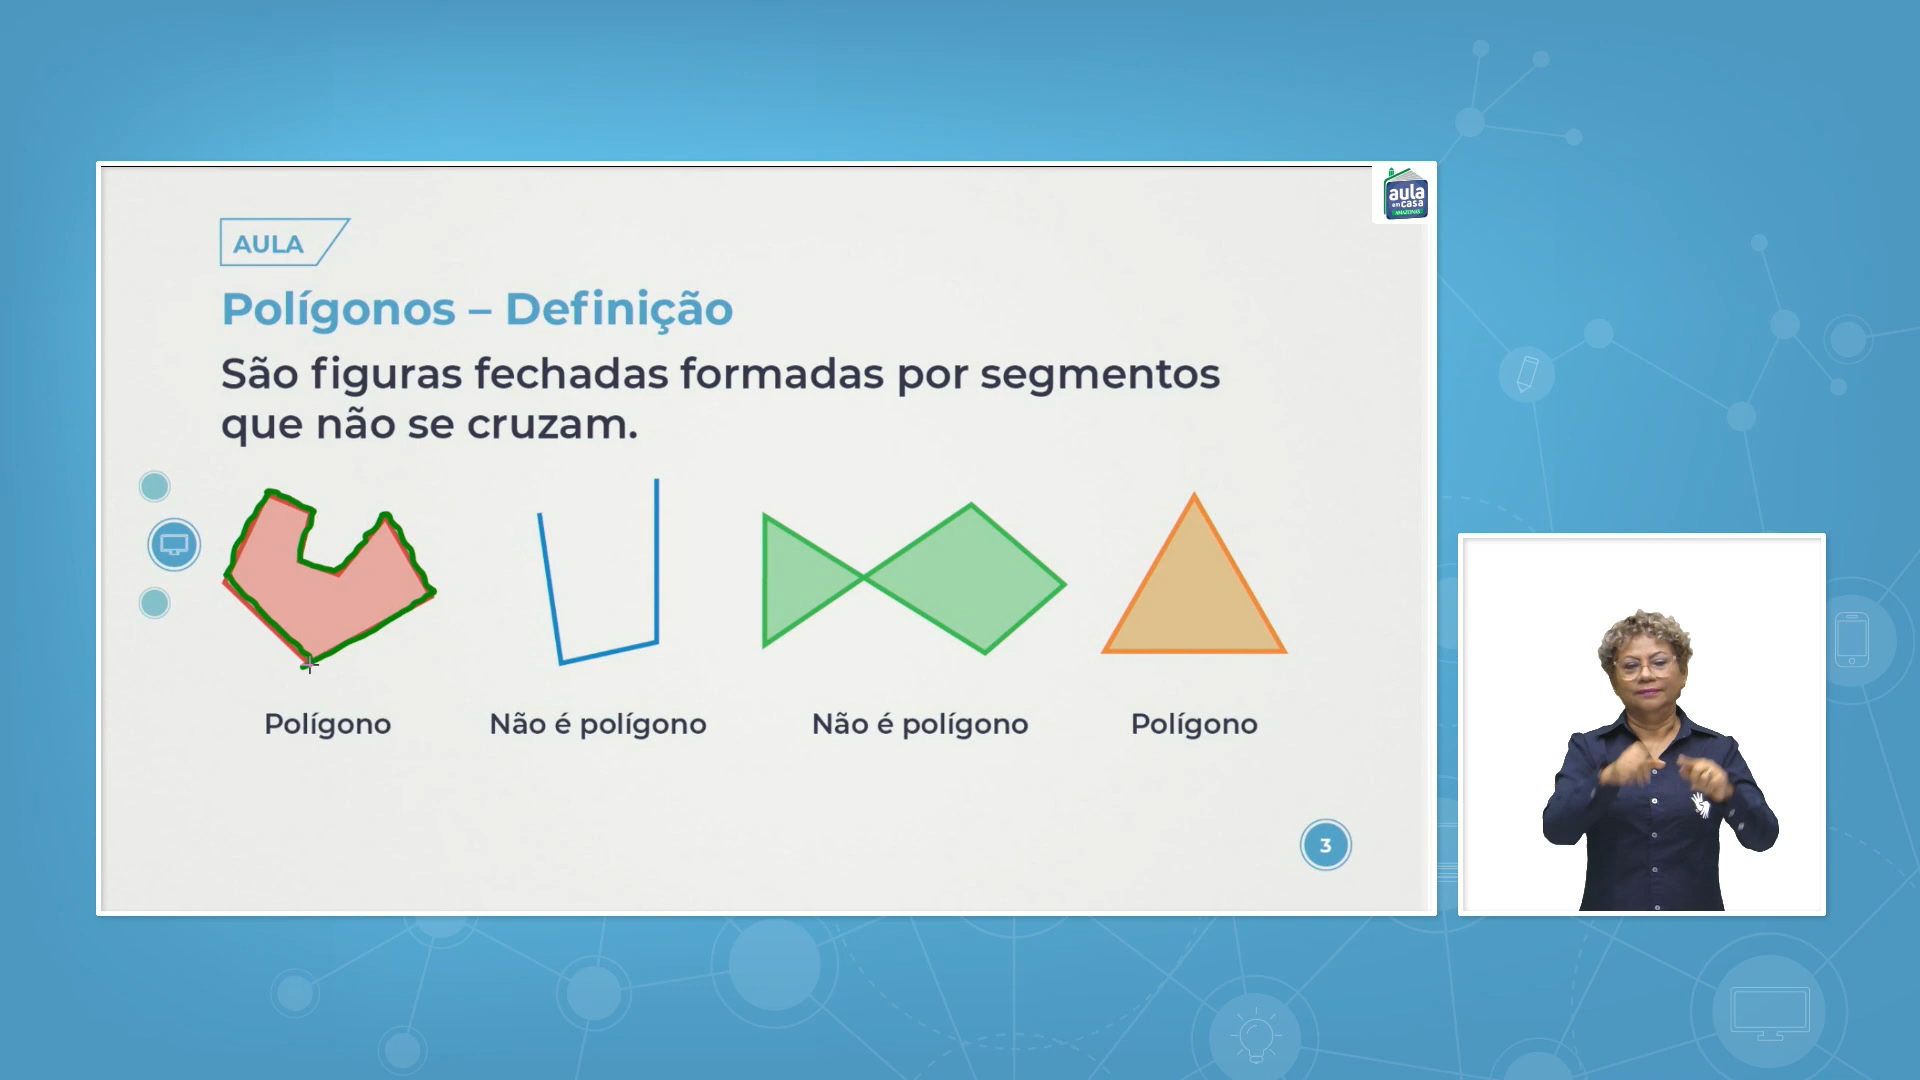 aula
em casa
AMAZONAS
AULA
Polígonos – Definição
São figuras fechadas formadas por segmentos
que não se cruzam.
Polígono
Não é polígono
Não é polígono
Polígono
3